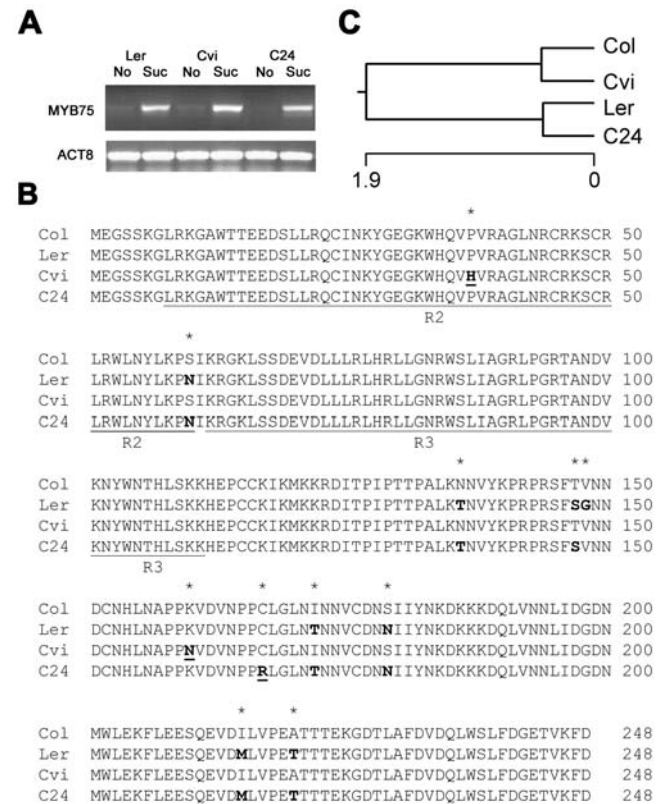 A
Ler Cvi C24
No Suc No Suc No Suc
MYB75
ACT8
C
Col
Cvi
Ler
C24
1.9 0
B
*
Col MEGSSKGLRKGAWTTEEDSLLRQCINKYGEGKWHQVPVRAGLNRCRKSCR 50
Ler MEGSSKGLRKGAWTTEEDSLLRQCINKYGEGKWHQVPVRAGLNRCRKSCR 50
Cvi MEGSSKGLRKGAWTTEEDSLLRQCINKYGEGKWHQVHVRAGLNRCRKSCR 50
C24 MEGSSKGLRKGAWTTEEDSLLRQCINKYGEGKWHQVPVRAGLNRCRKSCR 50
R2
*
Col LRWLNYLKPSIKRGKLSSDEVDLLLRLHRLLGNRWSLIAGRLPGRTANDV 100
Ler LRWLNYLKPNIKRGKLSSDEVDLLLRLHRLLGNRWSLIAGRLPGRTANDV 100
Cvi LRWLNYLKPSIKRGKLSSDEVDLLLRLHRLLGNRWSLIAGRLPGRTANDV 100
C24 LRWLNYLKPNIKRGKLSSDEVDLLLRLHRLLGNRWSLIAGRLPGRTANDV 100
R2 R3
* **
Col KNYWNTHLSKKHEPCCKIKMKKRDITPIPTTPALKNNVYKPRPRSFTVNN 150
Ler KNYWNTHLSKKHEPCCKIKMKKRDITPIPTTPALKTNVYKPRPRSFSGNN 150
Cvi KNYWNTHLSKKHEPCCKIKMKKRDITPIPTTPALKNNVYKPRPRSFTVNN 150
C24 KNYWNTHLSKKHEPCCKIKMKKRDITPIPTTPALKTNVYKPRPRSFSVNN 150
R3
* * * *
Col DCNHLNAPPKVDVNPPCLGLNINNVCDNSIIYNKDKKKDQLVNNLIDGDN 200
Ler DCNHLNAPPKVDVNPPCLGLNTNNVCDNNIIYNKDKKKDQLVNNLIDGDN 200
Cvi DCNHLNAPPNVDVNPPCLGLNINNVCDNSIIYNKDKKKDQLVNNLIDGDN 200
C24 DCNHLNAPPKVDVNPPRLGLNTNNVCDNNIIYNKDKKKDQLVNNLIDGDN 200
* *
Col MWLEKFLEESQEVDILVPEATTTEKGDTLAFDVDQLWSLFDGETVKFD 248
Ler MWLEKFLEESQEVDMLVPETTTTEKGDTLAFDVDQLWSLFDGETVKFD 248
Cvi MWLEKFLEESQEVDILVPEATTTEKGDTLAFDVDQLWSLFDGETVKFD 248
C24 MWLEKFLEESQEVDMLVPETTTTEKGDTLAFDVDQLWSLFDGETVKFD 248